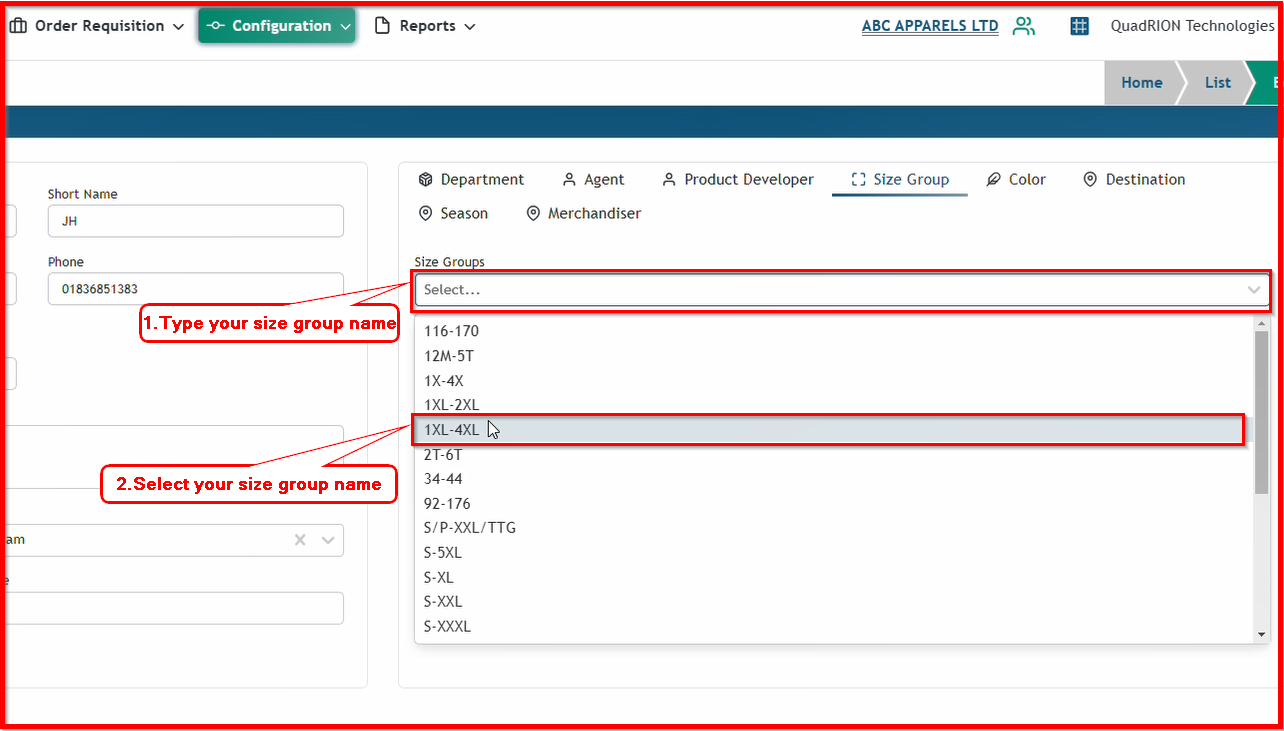 Order Requisition
Configuration
Reports
ABC APPARELS LTD
QuadRION Technologies
Home
List
Short Name
JH
Phone
01836851383
Department
Agent
Product Developer
Size Group
Color
Destination
Season
Merchandiser
Size Groups
Select...
1.Type your size group name
116-170
12M-5T
1X-4X
1XL-2XL
1XL-4XL
2T-6T
34-44
92-176
S/P-XXL/TTG
S-5XL
S-XL
S-XXL
S-XXXL
2.Select your size group name
am